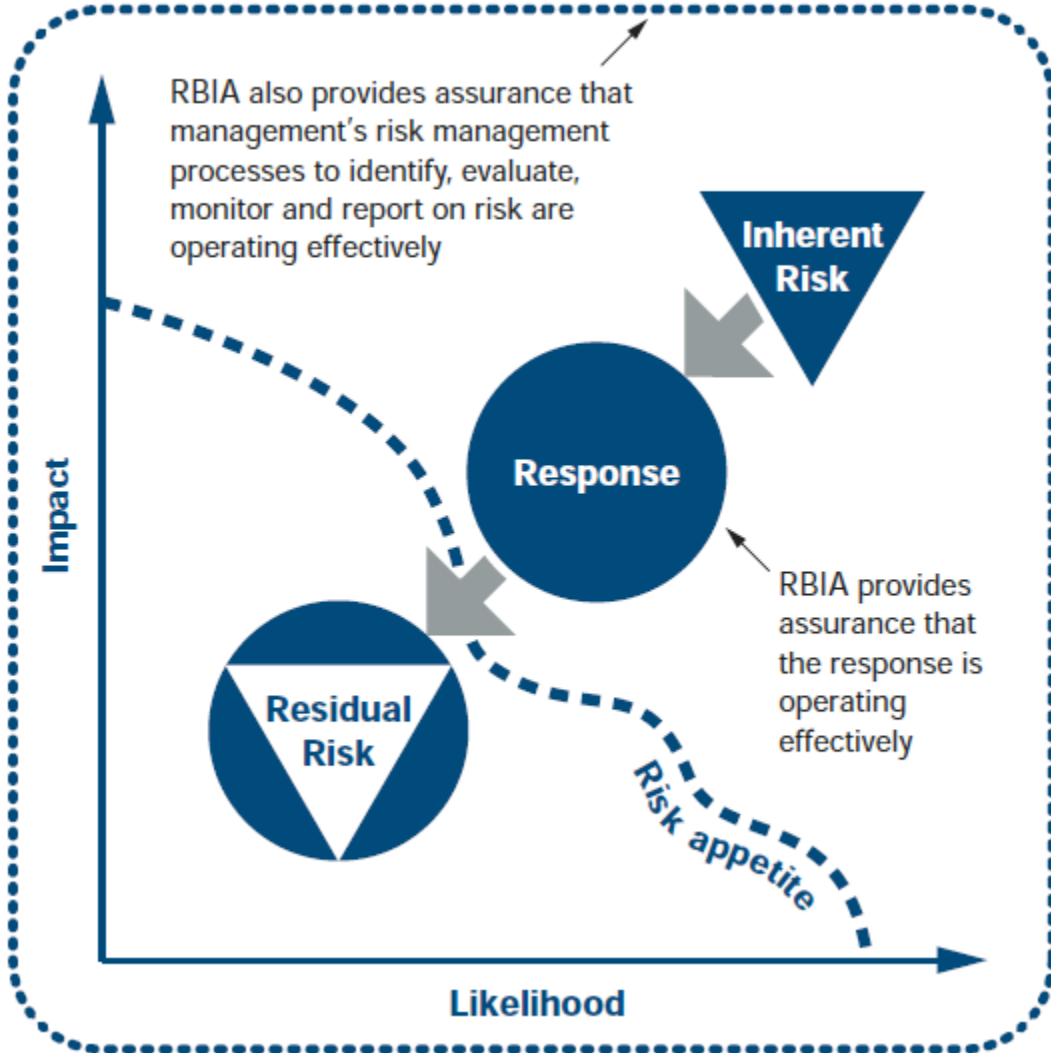 RBIA also provides assurance that
management's risk management
processes to identify, evaluate,
monitor and report on risk are
operating effectively
Inherent
Risk
Response
Impact
RBIA provides
assurance that
the response is
operating
effectively
Residual
Risk
Risk appetite
Likelihood